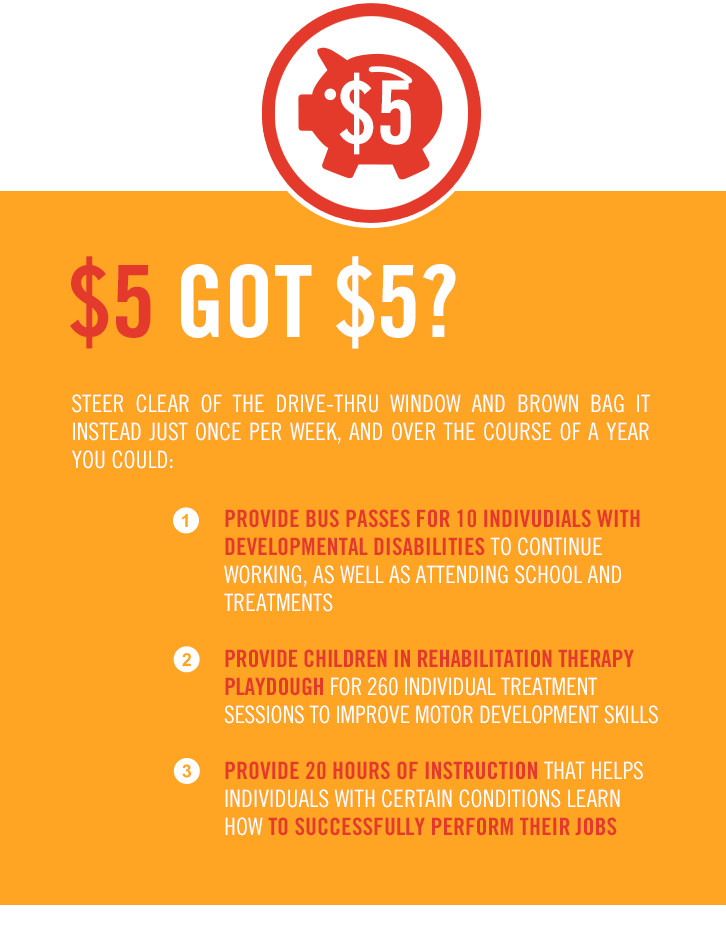 $5
$5 GOT $5?
STEER CLEAR OF THE DRIVE-THRU WINDOW AND BROWN BAG IT
INSTEAD JUST ONCE PER WEEK, AND OVER THE COURSE OF A YEAR
YOU COULD:
1 PROVIDE BUS PASSES FOR 10 INDIVUDIALS WITH
DEVELOPMENTAL DISABILITIES TO CONTINUE
WORKING, AS WELL AS ATTENDING SCHOOL AND
TREATMENTS
2 PROVIDE CHILDREN IN REHABILITATION THERAPY
PLAYDOUGH FOR 260 INDIVIDUAL TREATMENT
SESSIONS TO IMPROVE MOTOR DEVELOPMENT SKILLS
3 PROVIDE 20 HOURS OF INSTRUCTION THAT HELPS
INDIVIDUALS WITH CERTAIN CONDITIONS LEARN
HOW TO SUCCESSFULLY PERFORM THEIR JOBS